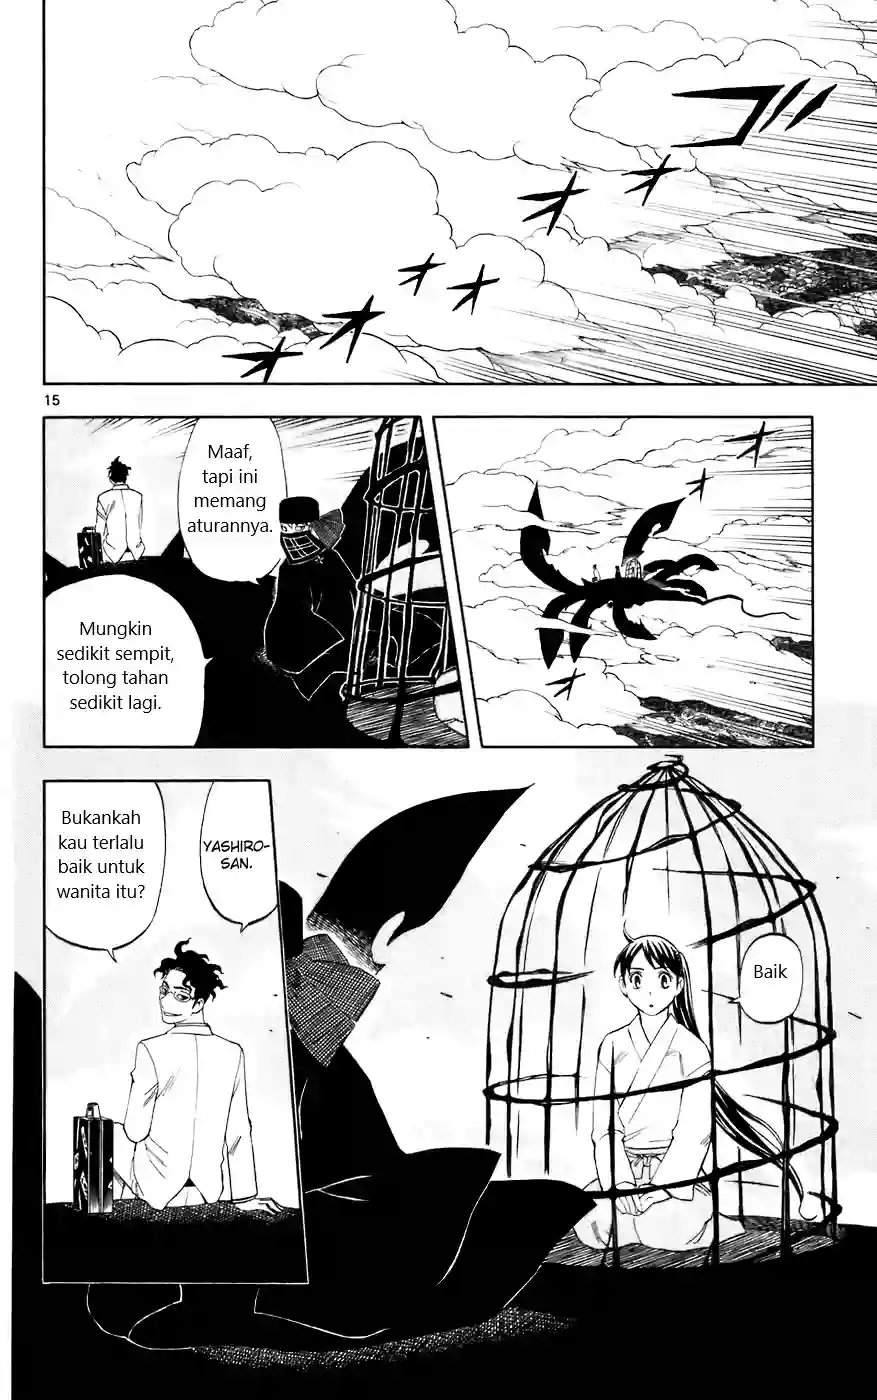 ゴッ
15
Maaf,
tapi ini
memang
aturannya.
Mungkin
sedikit sempit,
tolong tahan
sedikit lagi.
Baik
YASHIRO-
SAN.
Bukankah
kau terlalu
baik untuk
wanita itu?